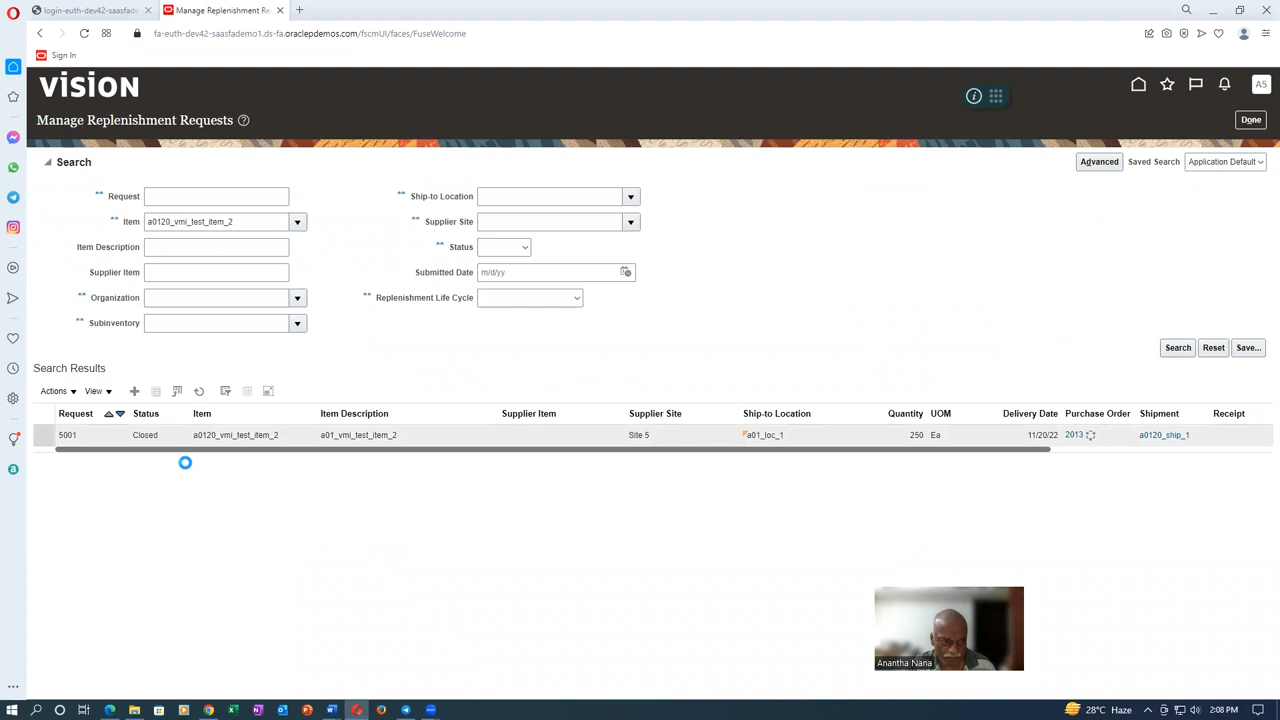 login-euth-dev42-saasfade
Manage Replenishment Re
fa-euth-dev42-saasfademo1.ds-fa.oraclepdemos.com/fscmUI/faces/FuseWelcome
Sign In
VISION
A5
Manage Replenishment Requests
Done
Search
Advanced
Saved Search
Application Default
** Request
** Ship-to Location
** Item a0120_vmi_test_item_2
** Supplier Site
Item Description
** Status
Supplier Item
Submitted Date m/d/yy
** Organization
** Replenishment Life Cycle
** Subinventory
Search Reset Save...
Search Results
Actions View
Request Status Item Item Description Supplier Item Supplier Site Ship-to Location Quantity UOM Delivery Date Purchase Order Shipment Receipt
5001 Closed a0120_vmi_test_item_2 a01_vmi_test_item_2 Site 5 a01_loc_1 250 Ea 11/20/22 2013 a0120_ship_1
Anantha Nana
28°C Haze
2:08 PM